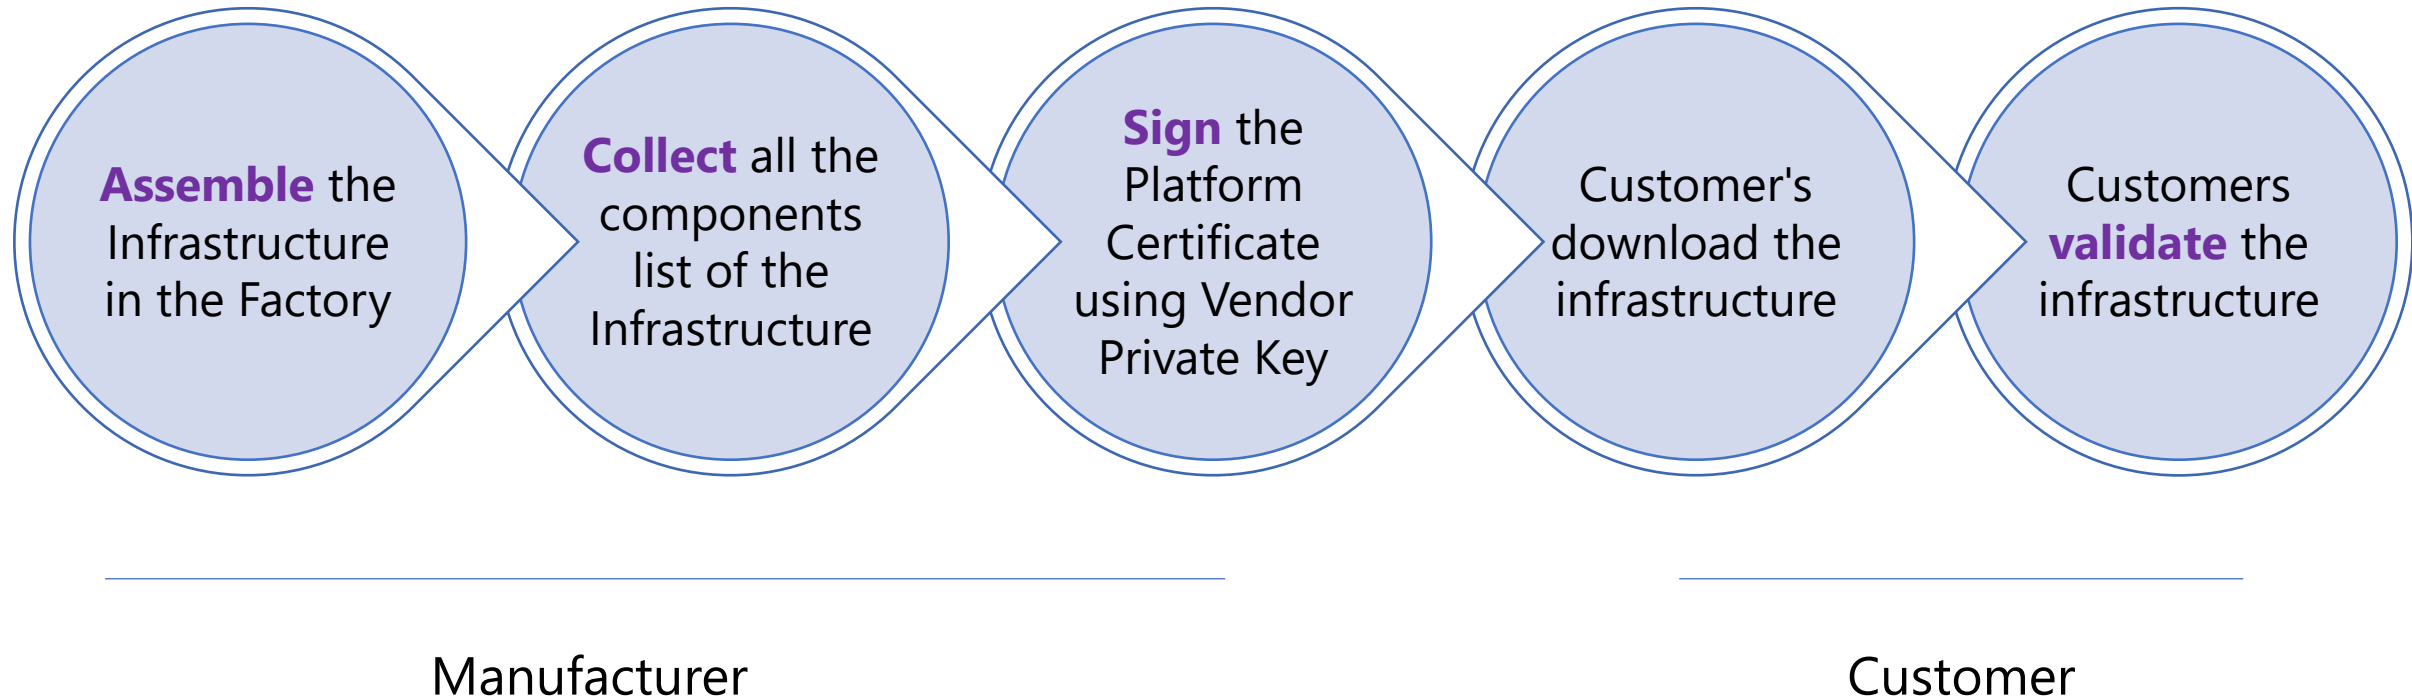 Assemble the
Infrastructure
in the Factory
Collect all the
components
list of the
Infrastructure
Sign the
Platform
Certificate
using Vendor
Private Key
Customer's
download the
infrastructure
Customers
validate the
infrastructure
Manufacturer
Customer